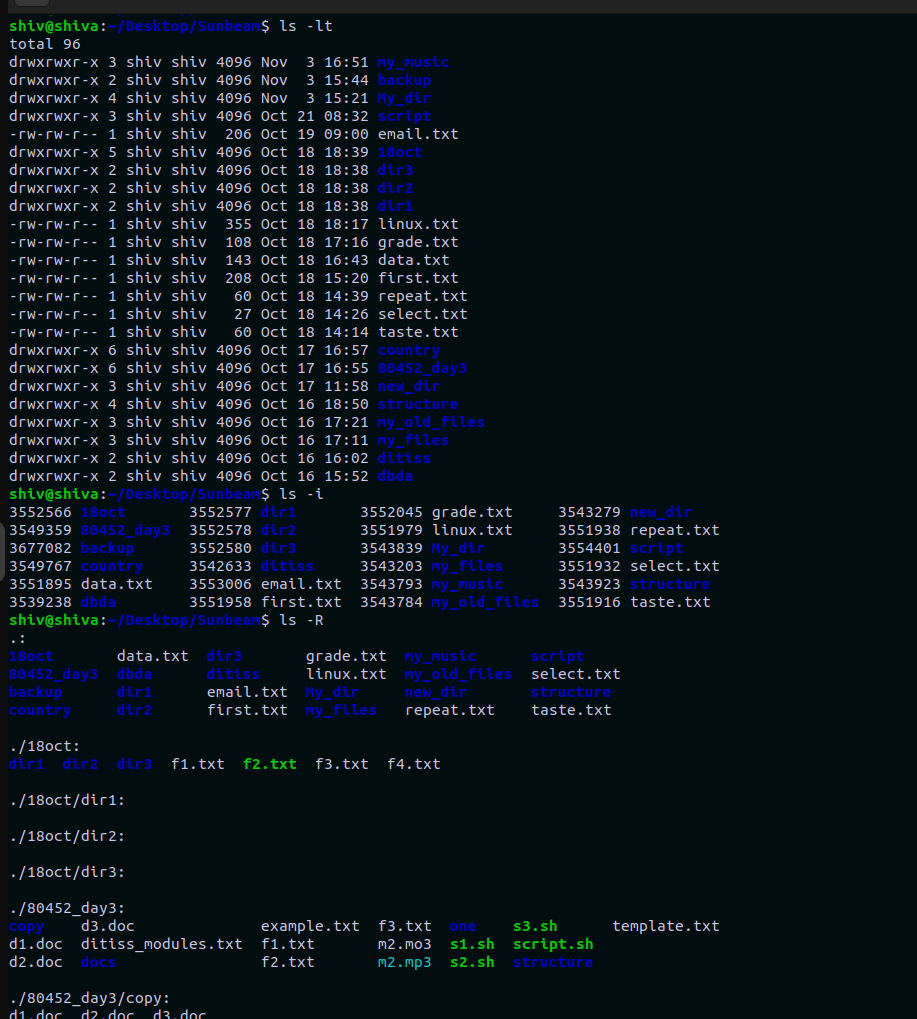 shiv@shiva:~/Desktop/Sunbeam$ ls -lt
total 96
drwxrwxr-x 3 shiv shiv 4096 Nov  3 16:51 my_music
drwxrwxr-x 2 shiv shiv 4096 Nov  3 15:44 backup
drwxrwxr-x 4 shiv shiv 4096 Nov  3 15:21 My_dir
drwxrwxr-x 3 shiv shiv 4096 Oct 21 08:32 script
-rw-rw-r-- 1 shiv shiv  206 Oct 19 09:00 email.txt
drwxrwxr-x 5 shiv shiv 4096 Oct 18 18:39 18oct
drwxrwxr-x 2 shiv shiv 4096 Oct 18 18:38 dir3
drwxrwxr-x 2 shiv shiv 4096 Oct 18 18:38 dir2
drwxrwxr-x 2 shiv shiv 4096 Oct 18 18:38 dir1
-rw-rw-r-- 1 shiv shiv  355 Oct 18 18:17 linux.txt
-rw-rw-r-- 1 shiv shiv  108 Oct 18 17:16 grade.txt
-rw-rw-r-- 1 shiv shiv  143 Oct 18 16:43 data.txt
-rw-rw-r-- 1 shiv shiv  208 Oct 18 15:20 first.txt
-rw-rw-r-- 1 shiv shiv   60 Oct 18 14:39 repeat.txt
-rw-rw-r-- 1 shiv shiv   27 Oct 18 14:26 select.txt
-rw-rw-r-- 1 shiv shiv   60 Oct 18 14:14 taste.txt
drwxrwxr-x 6 shiv shiv 4096 Oct 17 16:57 country
drwxrwxr-x 6 shiv shiv 4096 Oct 17 16:55 80452_day3
drwxrwxr-x 3 shiv shiv 4096 Oct 17 11:58 new_dir
drwxrwxr-x 4 shiv shiv 4096 Oct 16 18:50 structure
drwxrwxr-x 3 shiv shiv 4096 Oct 16 17:21 my_old_files
drwxrwxr-x 3 shiv shiv 4096 Oct 16 17:11 my_files
drwxrwxr-x 2 shiv shiv 4096 Oct 16 16:02 ditiss
drwxrwxr-x 2 shiv shiv 4096 Oct 16 15:52 dbda
shiv@shiva:~/Desktop/Sunbeam$ ls -i
3552566 18oct       3552577 dir1       3552045 grade.txt     3543279 new_dir
3549359 80452_day3  3552578 dir2       3551979 linux.txt     3551938 repeat.txt
3677082 backup      3552580 dir3       3543839 My_dir        3554401 script
3549767 country     3542633 ditiss     3543203 my_files      3551932 select.txt
3551895 data.txt    3553006 email.txt  3543793 my_music      3543923 structure
3539238 dbda        3551958 first.txt  3543784 my_old_files  3551916 taste.txt
shiv@shiva:~/Desktop/Sunbeam$ ls -R
.:
18oct       data.txt  dir3       grade.txt  my_music      script
80452_day3  dbda      ditiss     linux.txt  my_old_files  select.txt
backup      dir1      email.txt  My_dir     new_dir       structure
country     dir2      first.txt  my_files   repeat.txt    taste.txt

./18oct:
dir1  dir2  dir3  f1.txt  f2.txt  f3.txt  f4.txt

./18oct/dir1:

./18oct/dir2:

./18oct/dir3:

./80452_day3:
copy    d3.doc              example.txt  f3.txt  one    s3.sh      template.txt
d1.doc  ditiss_modules.txt  f1.txt       m2.mo3  s1.sh  script.sh
d2.doc  docs                f2.txt       m2.mp3  s2.sh  structure

./80452_day3/copy:
d1.doc  d2.doc  d3.doc